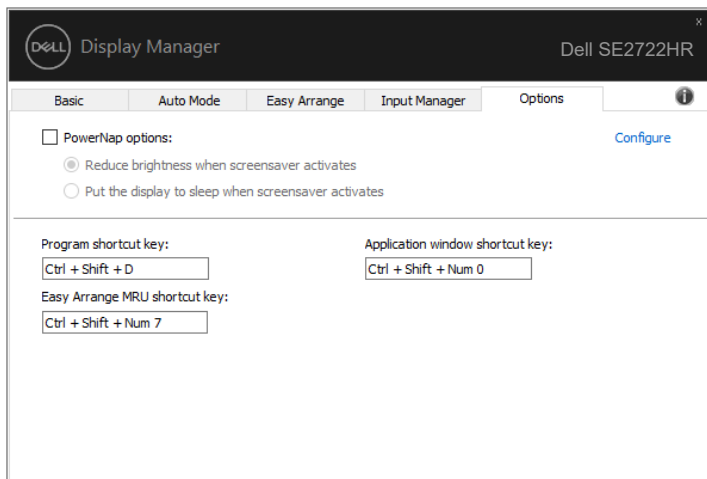 x
DELL Display Manager
Dell SE2722HR
Basic Auto Mode Easy Arrange Input Manager Options i
PowerNap options: Configure
Reduce brightness when screensaver activates
Put the display to sleep when screensaver activates
Program shortcut key: Application window shortcut key:
Ctrl + Shift + D Ctrl + Shift + Num 0
Easy Arrange MRU shortcut key:
Ctrl + Shift + Num 7